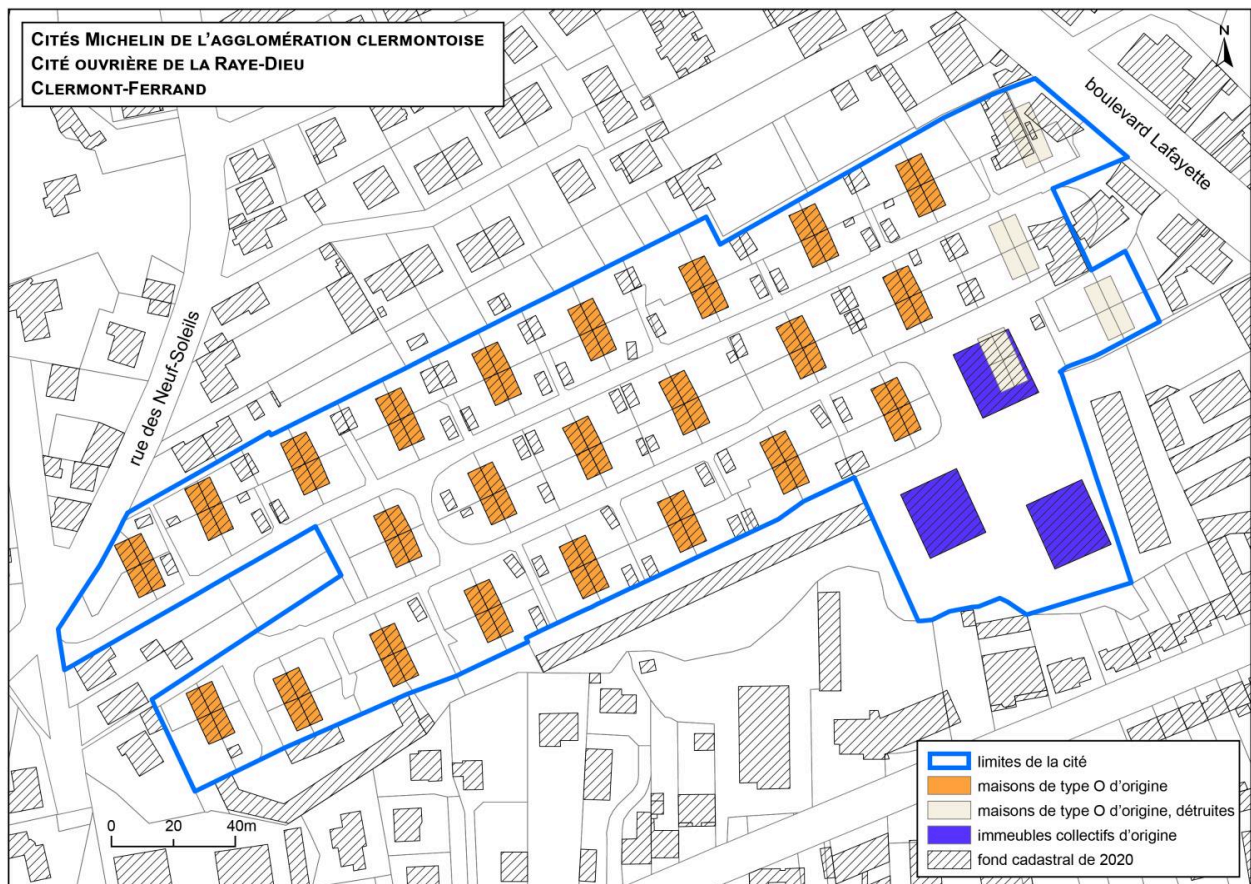 CITÉS MICHELIN DE L'AGGLOMÉRATION CLERMONTOISE
CITÉ OUVRIÈRE DE LA RAYE-DIEU
CLERMONT-FERRAND
N
boulevard Lafayette
rue des Neuf-Soleils
0 20 40m
limites de la cité
maisons de type O d'origine
maisons de type O d'origine, détruites
immeubles collectifs d'origine
fond cadastral de 2020